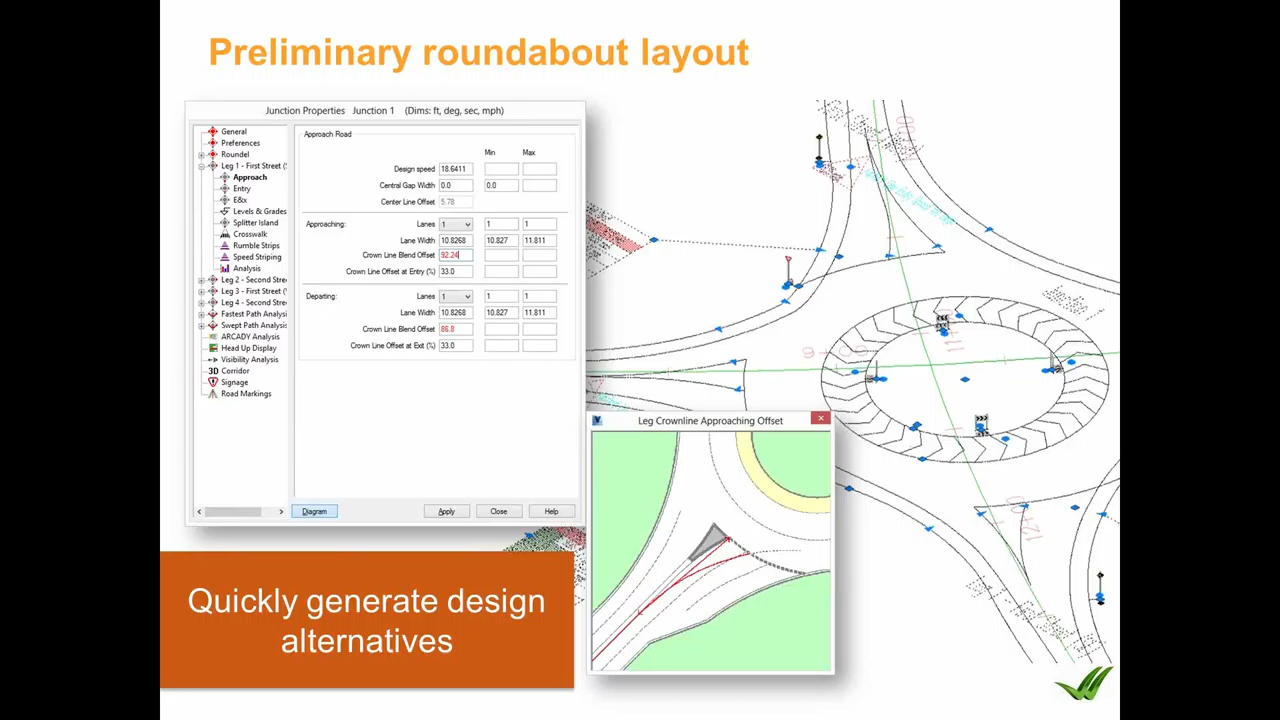 Preliminary roundabout layout
Junction Properties Junction 1 (Dims: ft, deg, sec, mph)
General
Preferences
Roundel
Leg 1 - First Street (
Approach
Entry
E&x
Levels & Grades
Splitter Island
Crosswalk
Rumble Strips
Speed Striping
Analysis
Leg 2 - Second Stree
Leg 3 - First Street (
Leg 4 - Second Stree
Fastest Path Analysis
Swept Path Analysis
ARCADY Analysis
Head Up Display
Visibility Analysis
3D Corridor
Signage
Road Markings
Approach Road
Min Max
Design speed 18.6411
Central Gap Width 0.0 0.0
Center Line Offset 5.78
Approaching: Lanes 1 1 1
Lane Width 10.8268 10.827 11.811
Crown Line Blend Offset 92.24
Crown Line Offset at Entry (%) 33.0
Departing: Lanes 1 1 1
Lane Width 10.8268 10.827 11.811
Crown Line Blend Offset 86.8
Crown Line Offset at Exit (%) 33.0
Diagram Apply Close Help
Leg Crownline Approaching Offset
Quickly generate design
alternatives